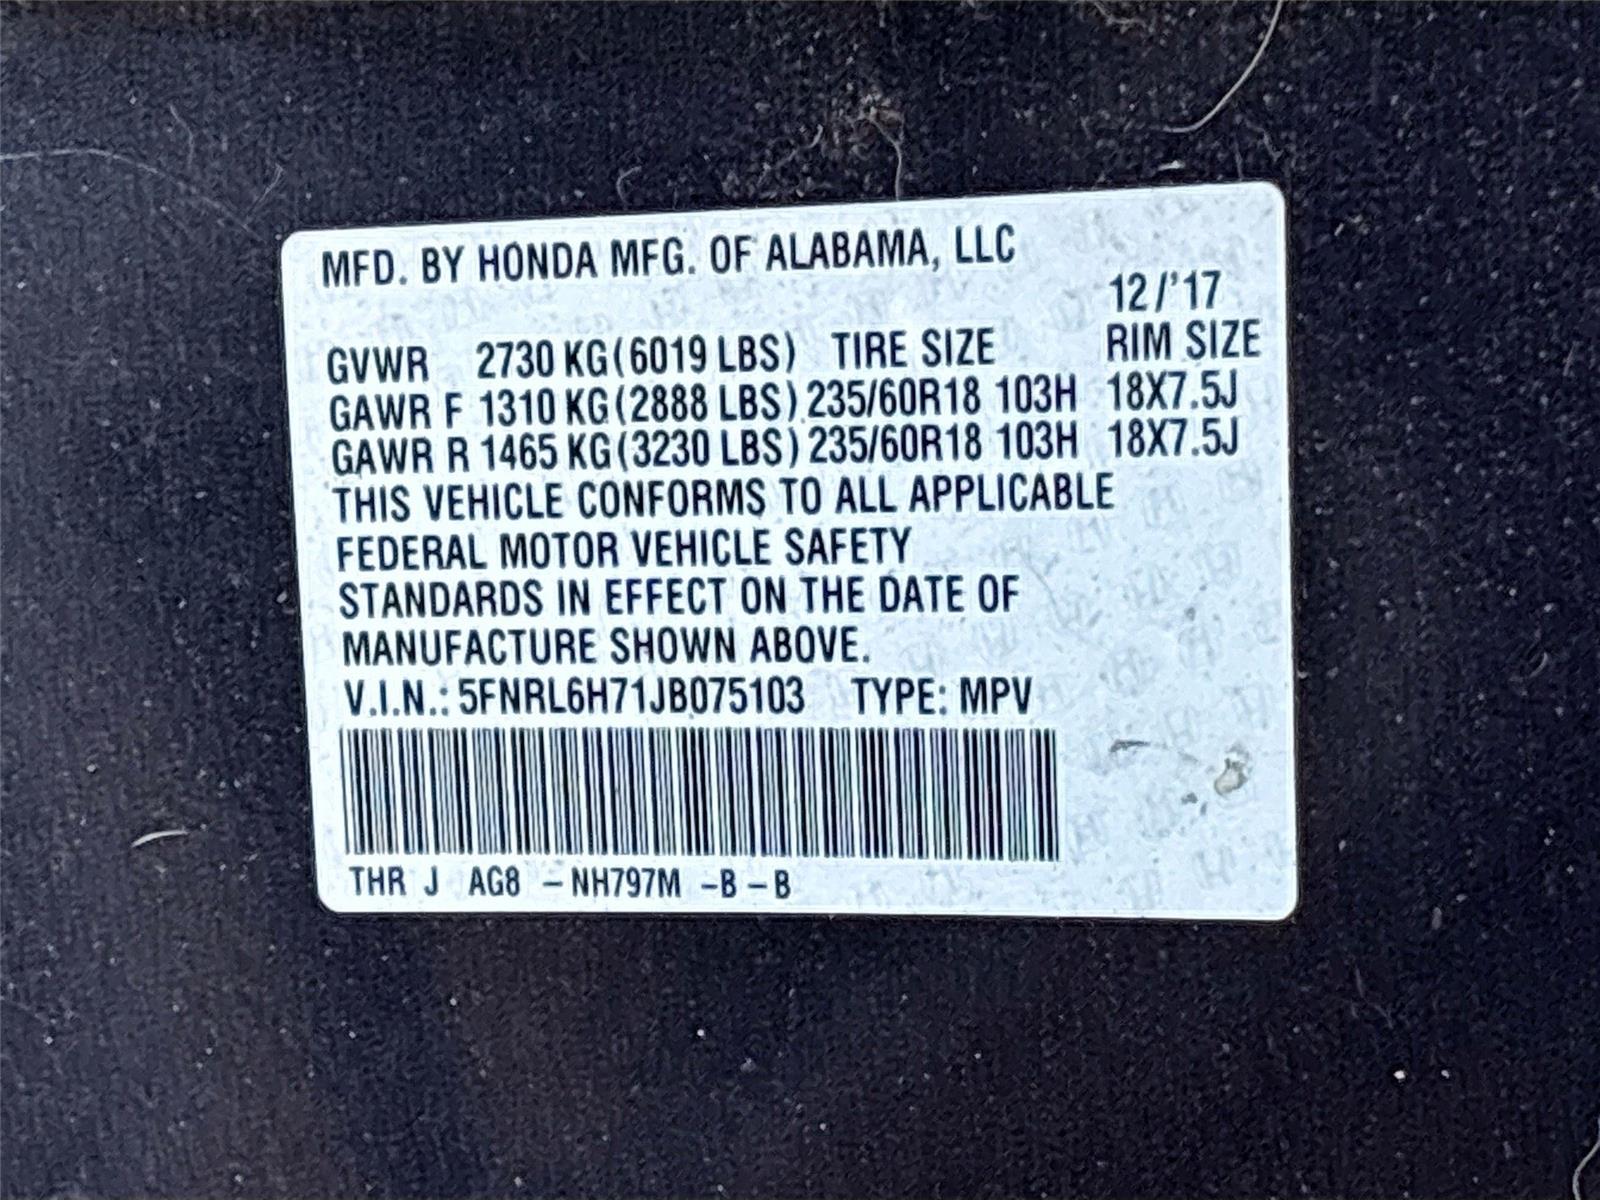 MFD. BY HONDA MFG. OF ALABAMA, LLC
12/'17
GVWR 2730 KG (6019 LBS) TIRE SIZE RIM SIZE
GAWR F 1310 KG (2888 LBS) 235/60R18 103H 18X7.5J
GAWR R 1465 KG (3230 LBS) 235/60R18 103H 18X7.5J
THIS VEHICLE CONFORMS TO ALL APPLICABLE
FEDERAL MOTOR VEHICLE SAFETY
STANDARDS IN EFFECT ON THE DATE OF
MANUFACTURE SHOWN ABOVE.
V.I.N.: 5FNRL6H71JB075103 TYPE: MPV
THR J AG8 – NH797M –B – B